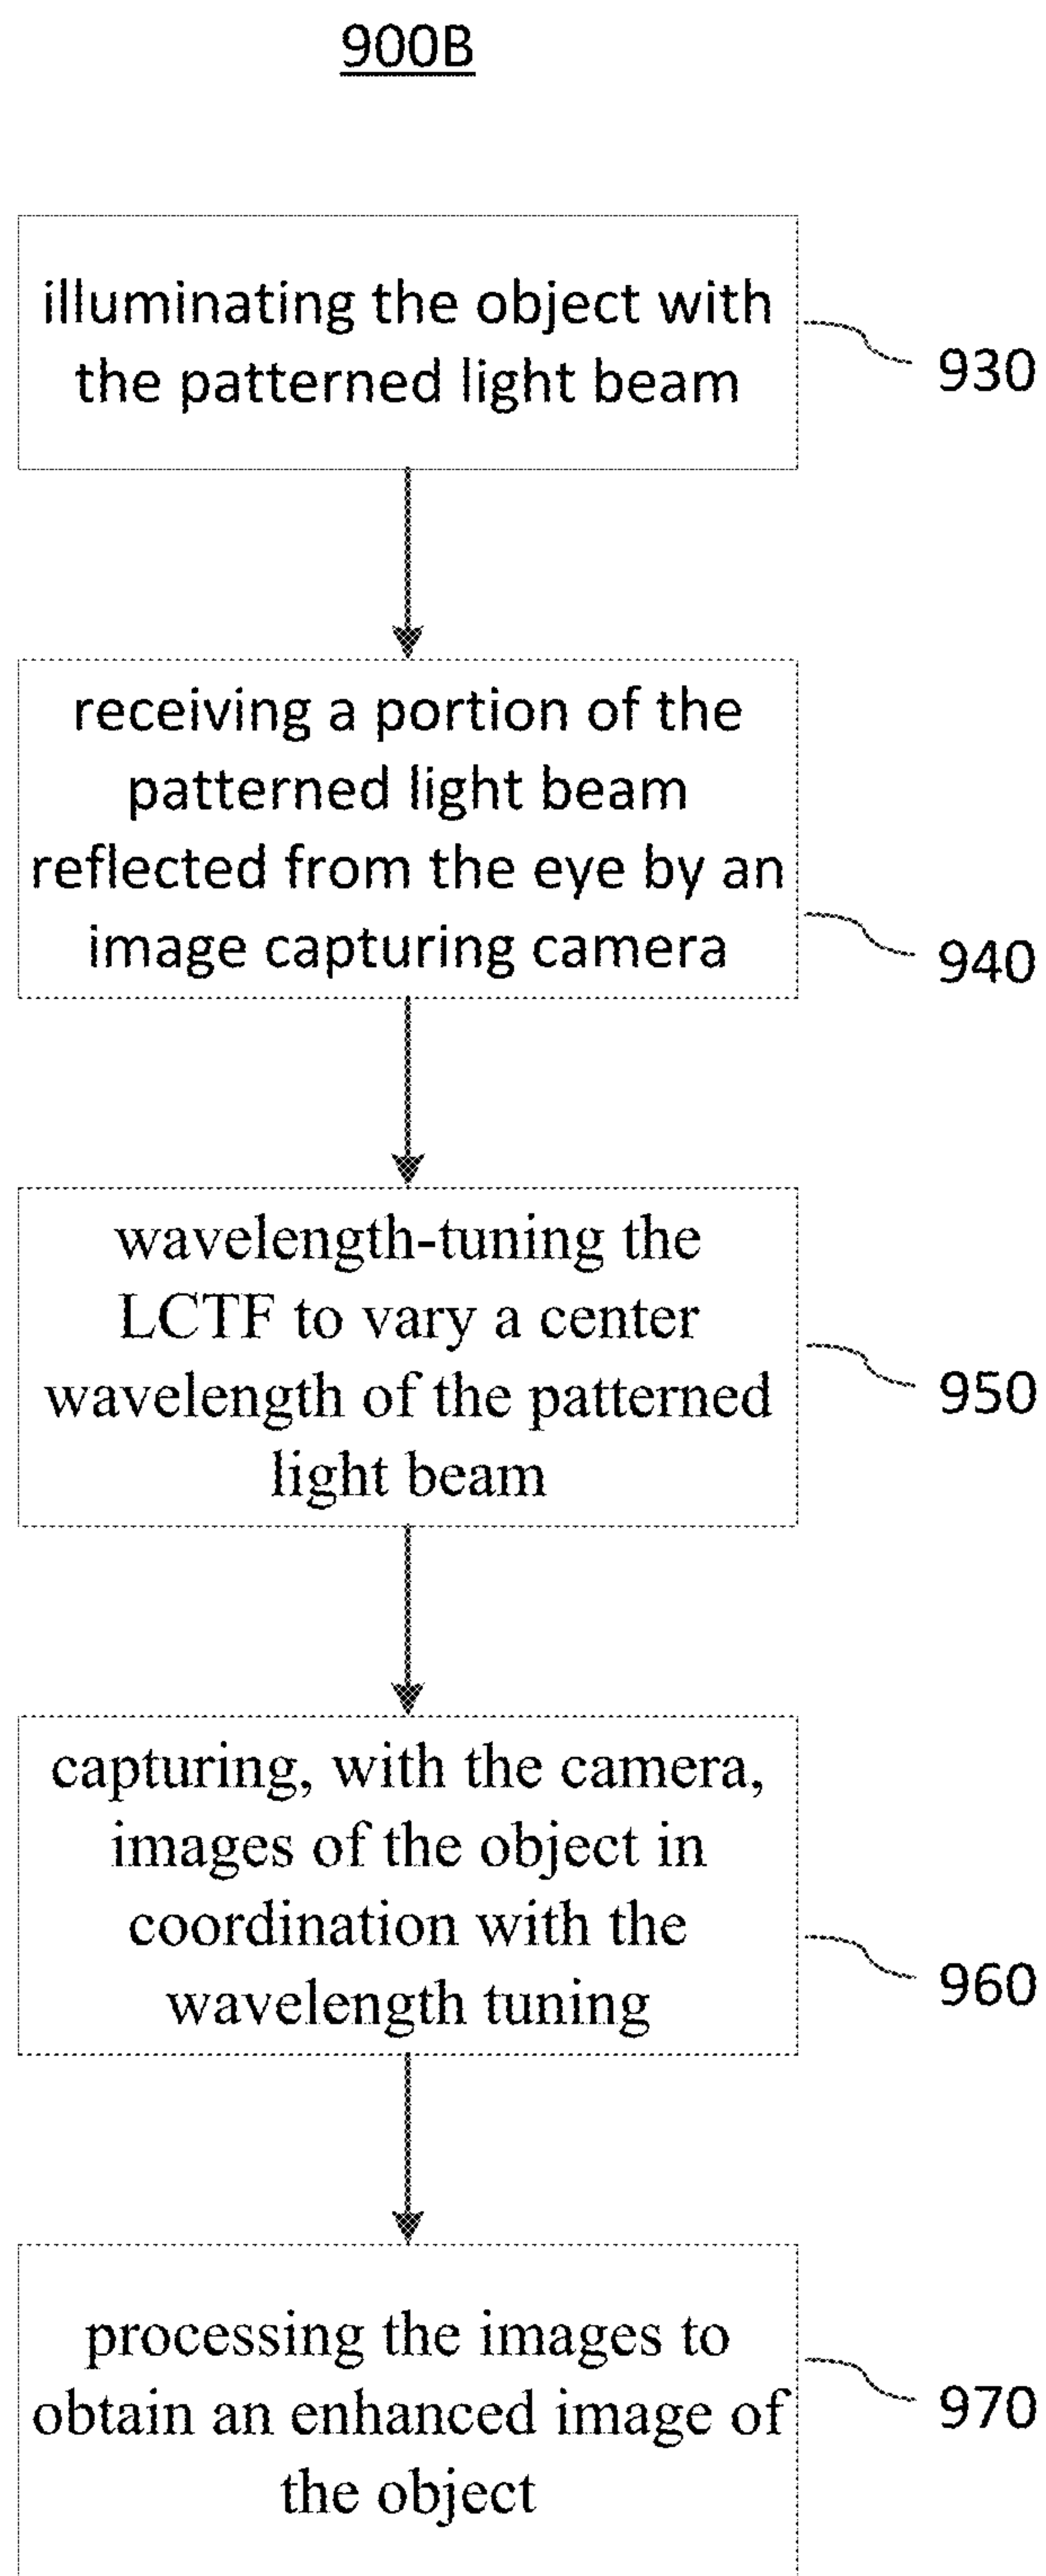 900B
illuminating the object with
the patterned light beam
930
receiving a portion of the
patterned light beam
reflected from the eye by an
image capturing camera
940
wavelength-tuning the
LCTF to vary a center
wavelength of the patterned
light beam
950
capturing, with the camera,
images of the object in
coordination with the
wavelength tuning
960
processing the images to
obtain an enhanced image of
the object
970